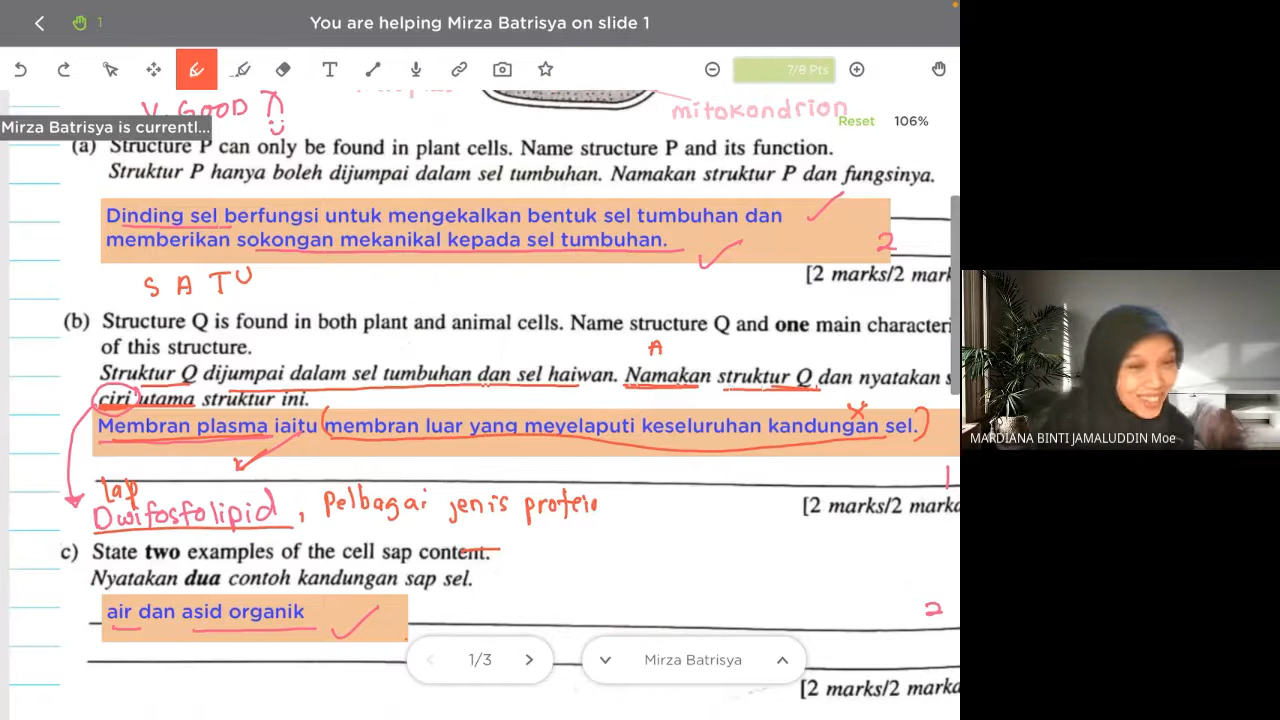 You are helping Mirza Batrisya on slide 1
1
T
7/8 Pts
V. GOOD
mitokondrion
Reset 106%
Mirza Batrisya is currentl...
(a) Structure P can only be found in plant cells. Name structure P and its function.
Struktur P hanya boleh dijumpai dalam sel tumbuhan. Namakan struktur P dan fungsinya.
Dinding sel berfungsi untuk mengekalkan bentuk sel tumbuhan dan
memberikan sokongan mekanikal kepada sel tumbuhan.
2
[2 marks/2 mark
S A T U
(b) Structure Q is found in both plant and animal cells. Name structure Q and one main characteri
of this structure.
A
Struktur Q dijumpai dalam sel tumbuhan dan sel haiwan. Namakan struktur Q dan nyatakan s
ciri utama struktur ini.
Membran plasma iaitu (membran luar yang meyelaputi keseluruhan kandungan sel.)
1
lap
Dwifosfolipid, Pelbagai jenis protein
[2 marks/2 marka
c) State two examples of the cell sap content.
Nyatakan dua contoh kandungan sap sel.
air dan asid organik
2
1/3
Mirza Batrisya
[2 marks/2 marka
MARDIANA BINTI JAMALUDDIN Moe